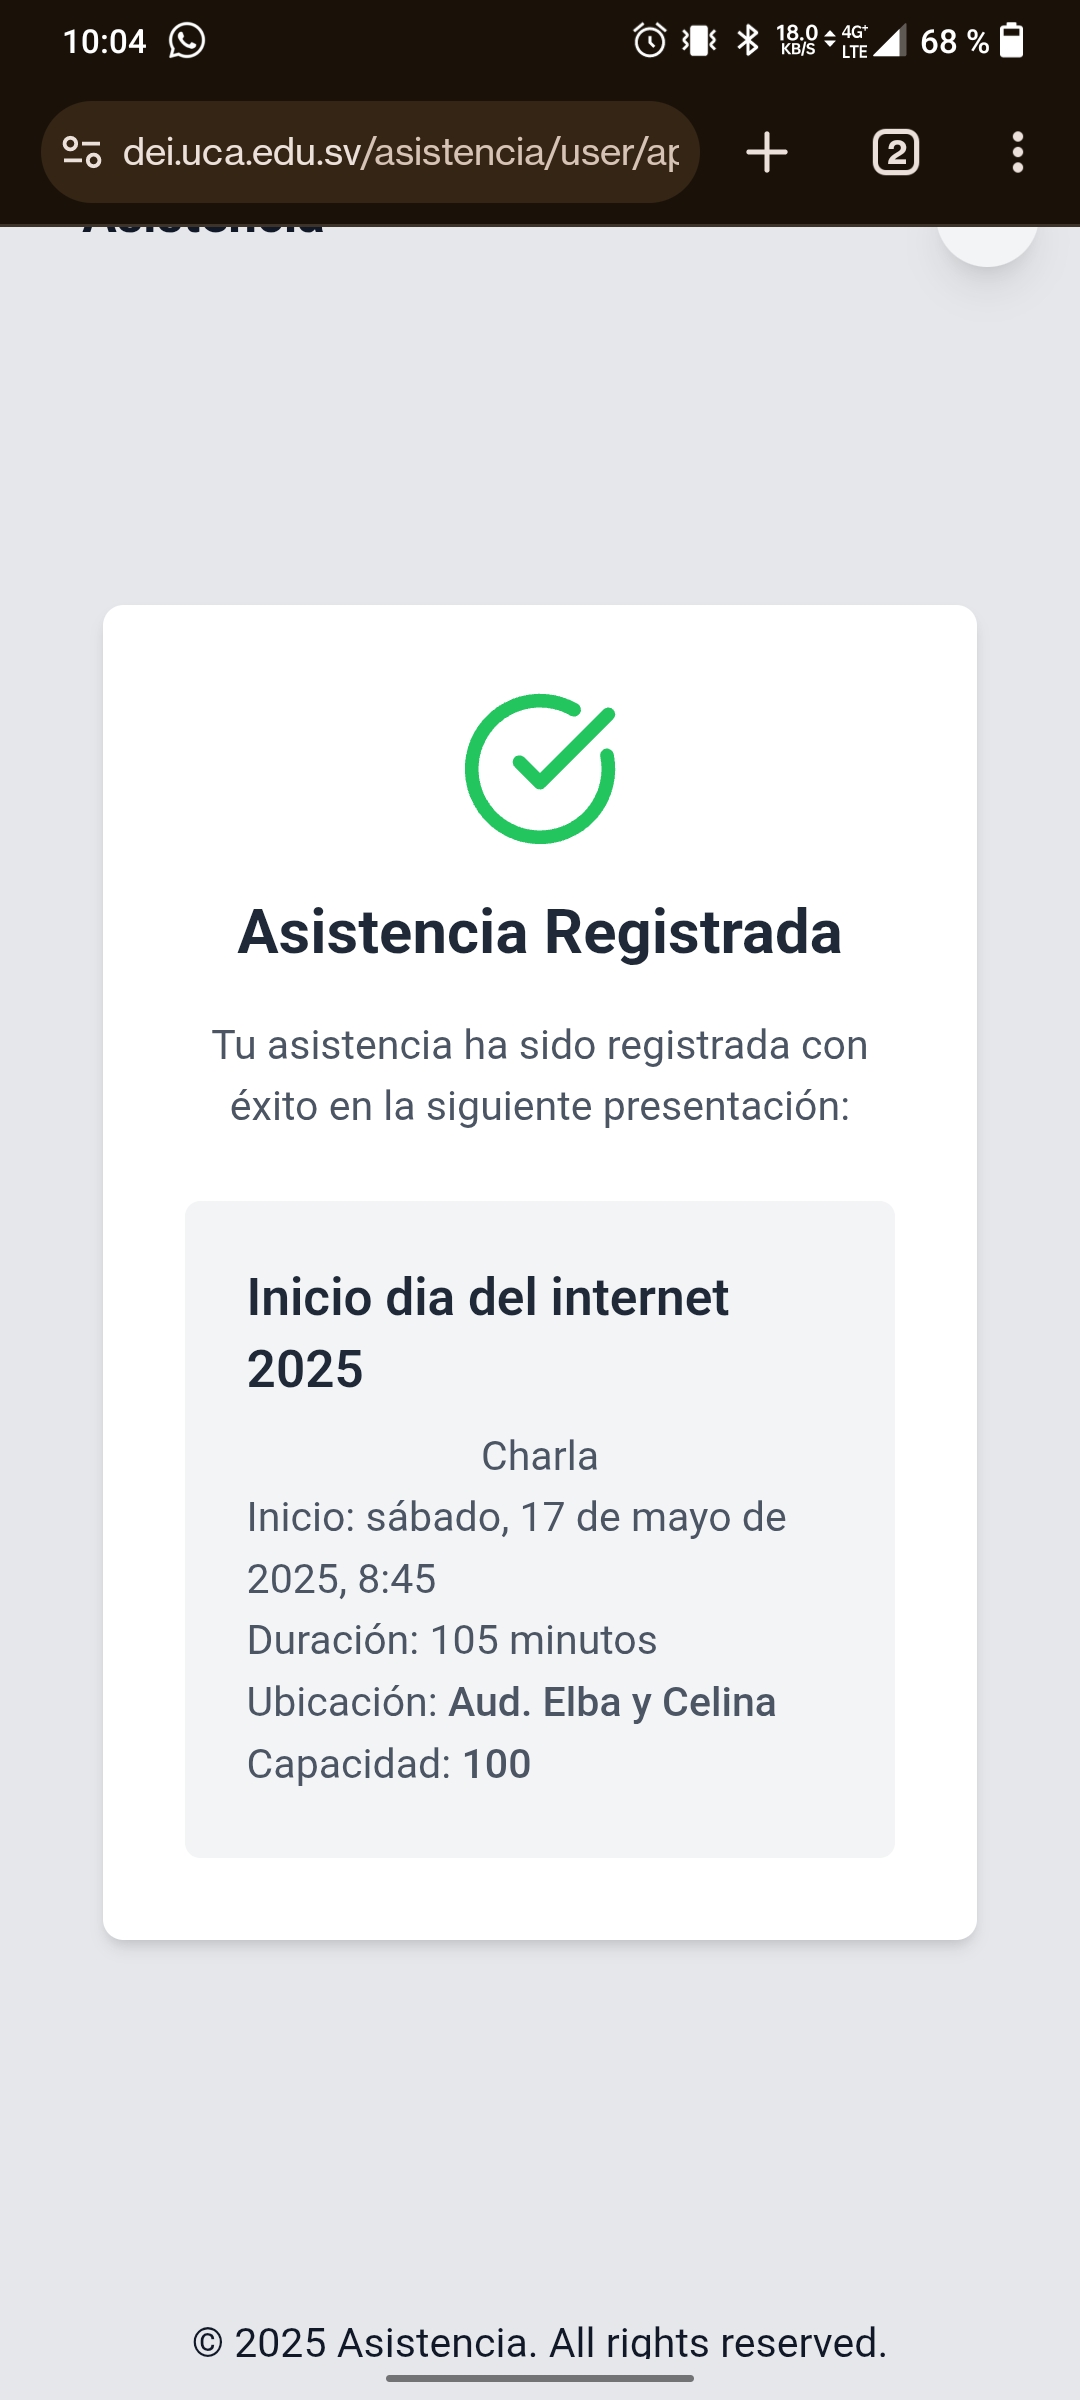 10:04
18.0
KB/S
4G+
LTE
68 %
dei.uca.edu.sv/asistencia/user/ap
2
Asistencia
Asistencia Registrada
Tu asistencia ha sido registrada con
éxito en la siguiente presentación:
Inicio dia del internet
2025
Charla
Inicio: sábado, 17 de mayo de
2025, 8:45
Duración: 105 minutos
Ubicación: Aud. Elba y Celina
Capacidad: 100
© 2025 Asistencia. All rights reserved.